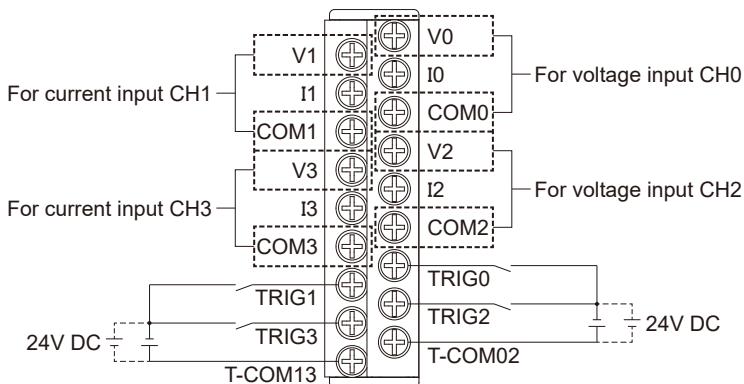 V0
V1
I0
For voltage input CH0
For current input CH1
I1
COM0
COM1
V2
V3
I2
For voltage input CH2
For current input CH3
I3
COM2
COM3
TRIG0
TRIG1
TRIG2
24V DC
TRIG3
24V DC
T-COM02
T-COM13